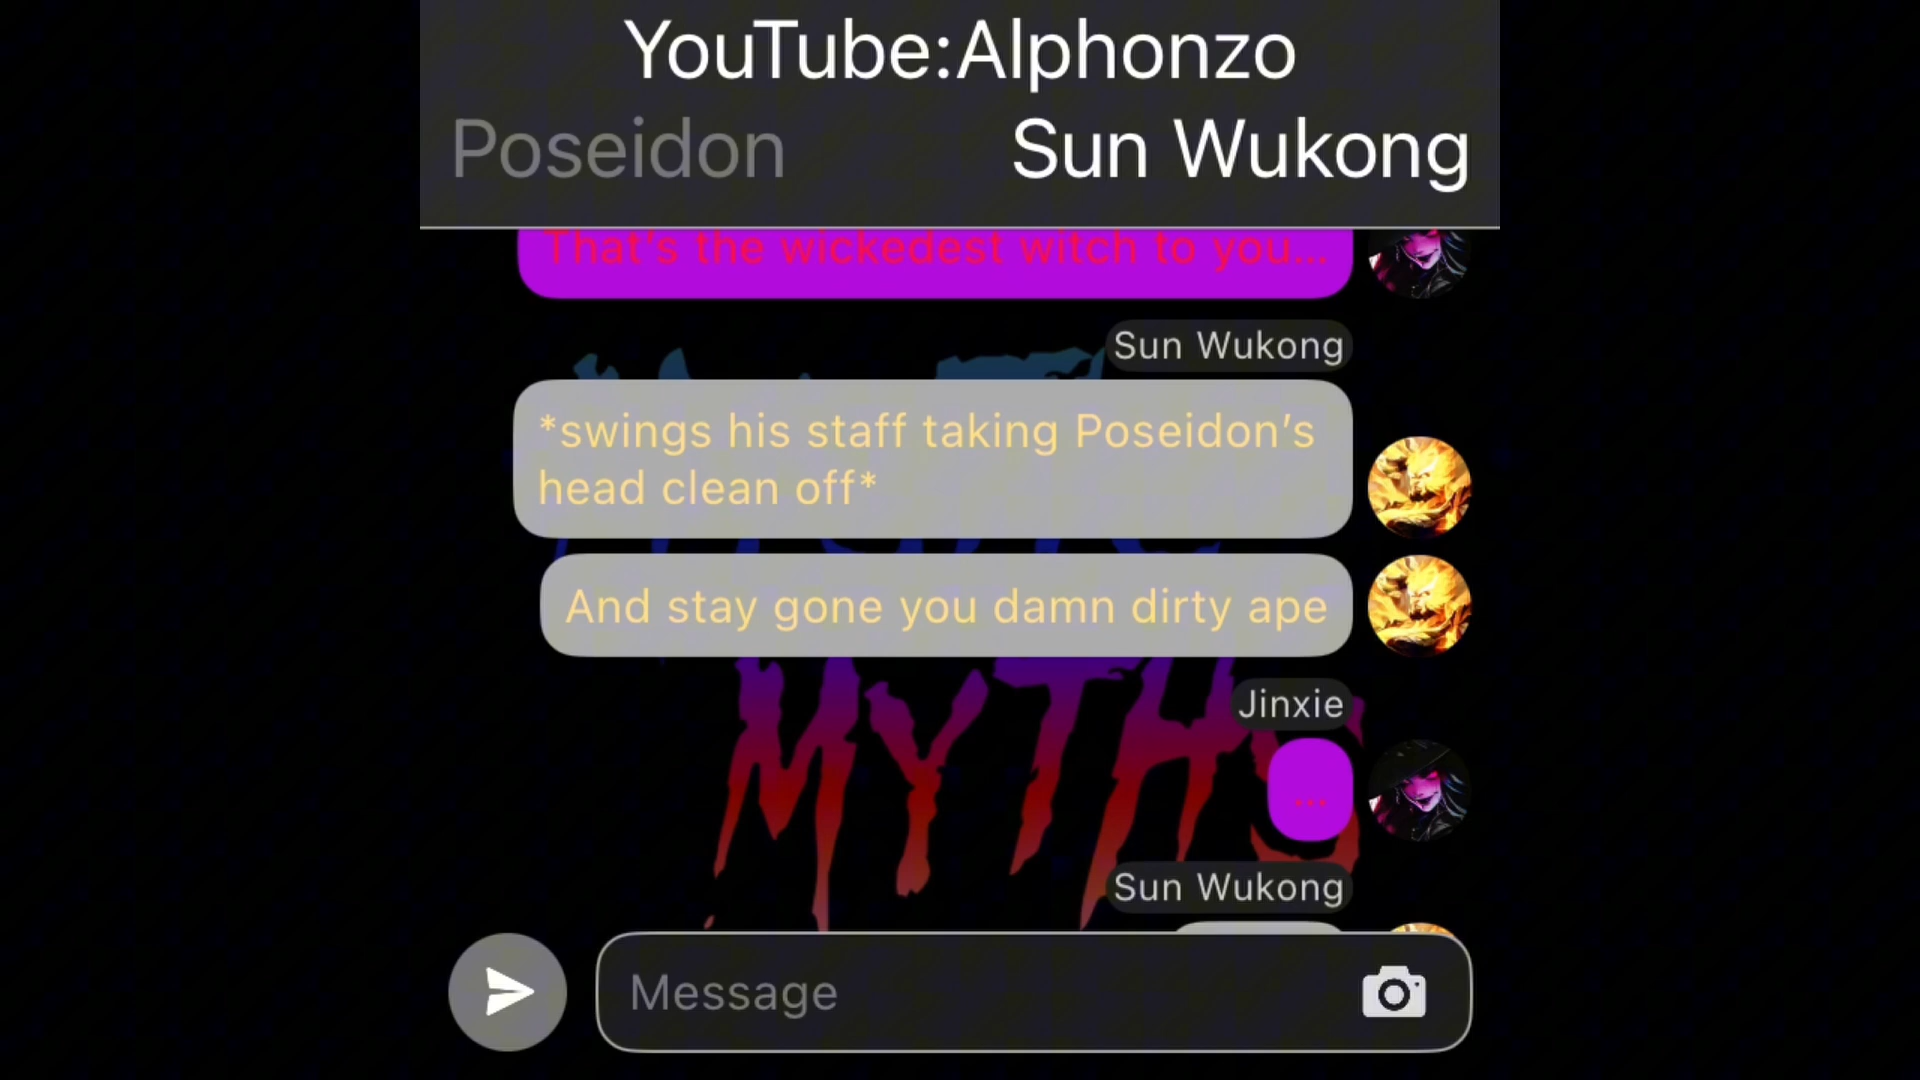 YouTube:Alphonzo
Poseidon
Sun Wukong
That's the wickedest witch to you...
Sun Wukong
*swings his staff taking Poseidon’s
head clean off*
And stay gone you damn dirty ape
Jinxie
...
Sun Wukong
MYTHS
Message